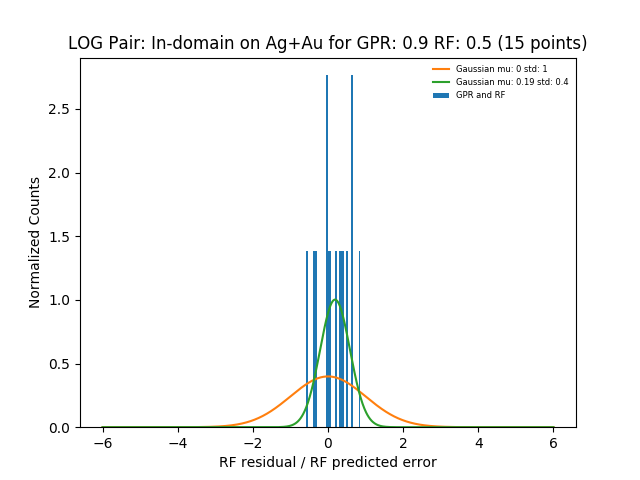 LOG Pair: In-domain on Ag+Au for GPR: 0.9 RF: 0.5 (15 points)
Gaussian mu: 0 std: 1
Gaussian mu: 0.19 std: 0.4
GPR and RF
Normalized Counts
2.5
2.0
1.5
1.0
0.5
0.0
−6
−4
−2
0
2
4
6
RF residual / RF predicted error